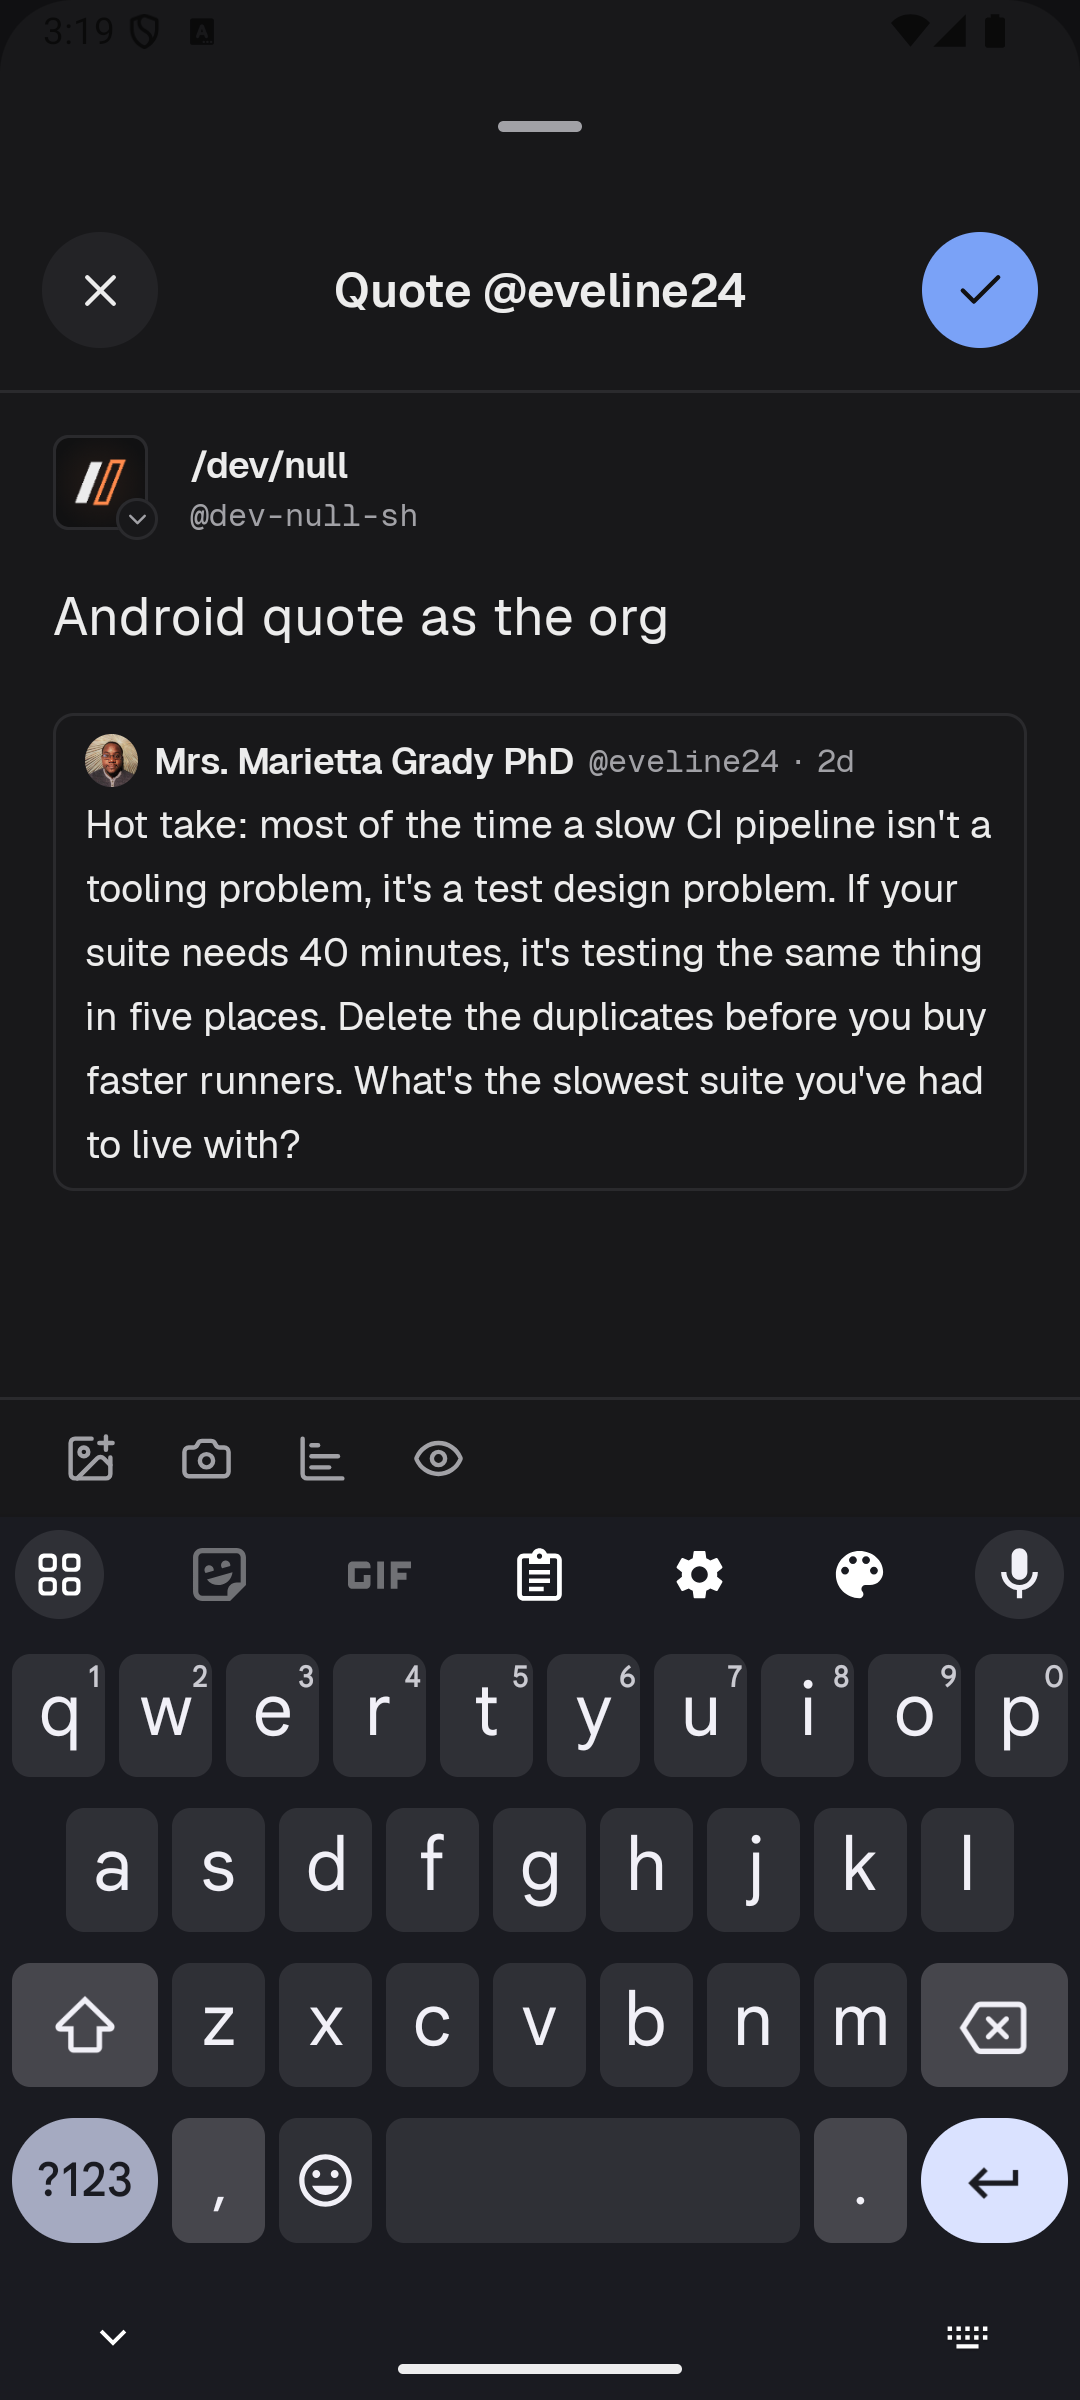 3:19
Quote @eveline24
/dev/null
@dev-null-sh
Android quote as the org
Mrs. Marietta Grady PhD @eveline24 · 2d
Hot take: most of the time a slow CI pipeline isn't a
tooling problem, it's a test design problem. If your
suite needs 40 minutes, it's testing the same thing
in five places. Delete the duplicates before you buy
faster runners. What's the slowest suite you've had
to live with?
GIF
q1 w2 e3 r4 t5 y6 u7 i8 o9 p0
a s d f g h j k l
z x c v b n m
?123 , .